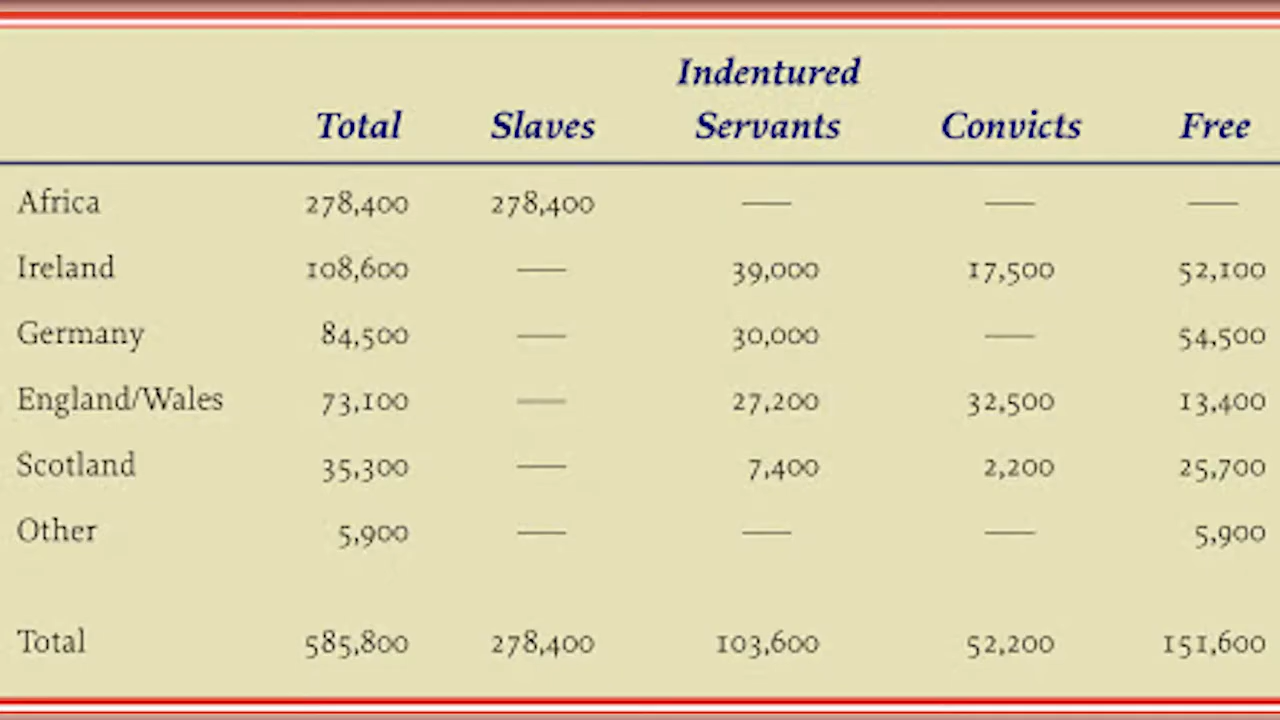 Indentured
Total Slaves Servants Convicts Free
Africa 278,400 278,400 — — —
Ireland 108,600 — 39,000 17,500 52,100
Germany 84,500 — 30,000 — 54,500
England/Wales 73,100 — 27,200 32,500 13,400
Scotland 35,300 — 7,400 2,200 25,700
Other 5,900 — — — 5,900
Total 585,800 278,400 103,600 52,200 151,600